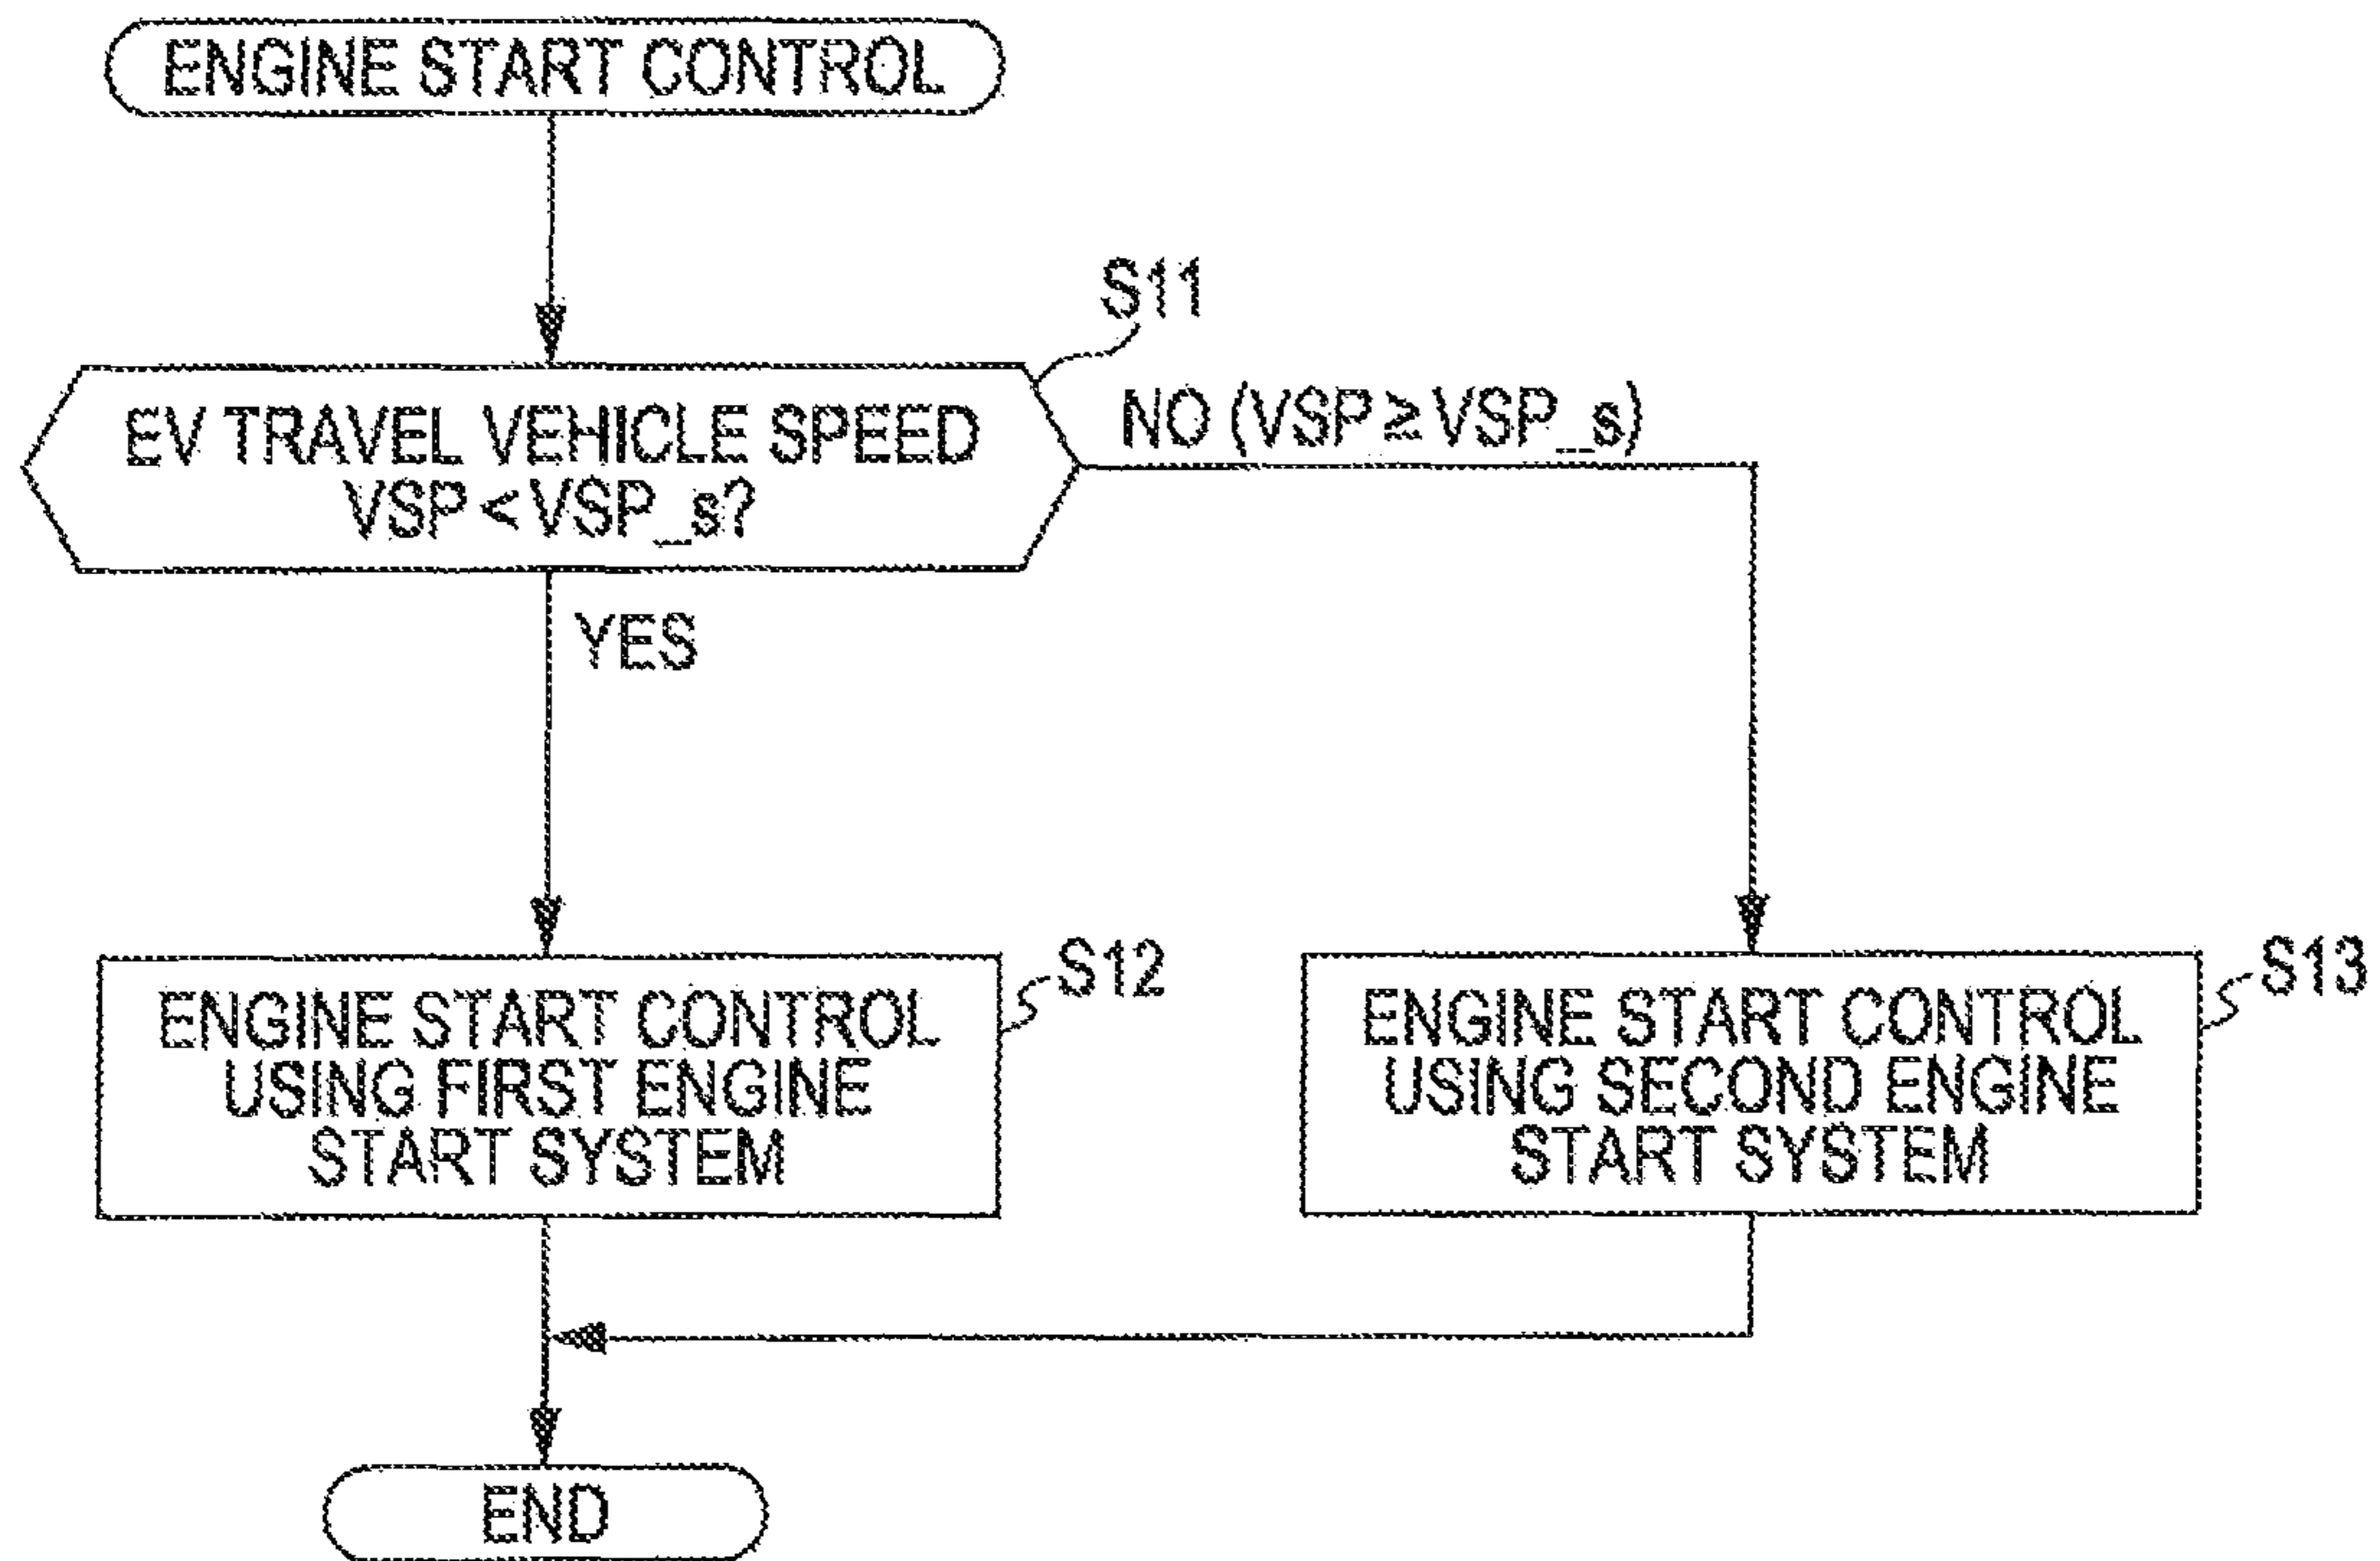 ENGINE START CONTROL
S11
EV TRAVEL VEHICLE SPEED
VSP < VSP_s?
NO (VSP ≥ VSP_s)
YES
ENGINE START CONTROL
USING FIRST ENGINE
START SYSTEM
S12
ENGINE START CONTROL
USING SECOND ENGINE
START SYSTEM
S13
END